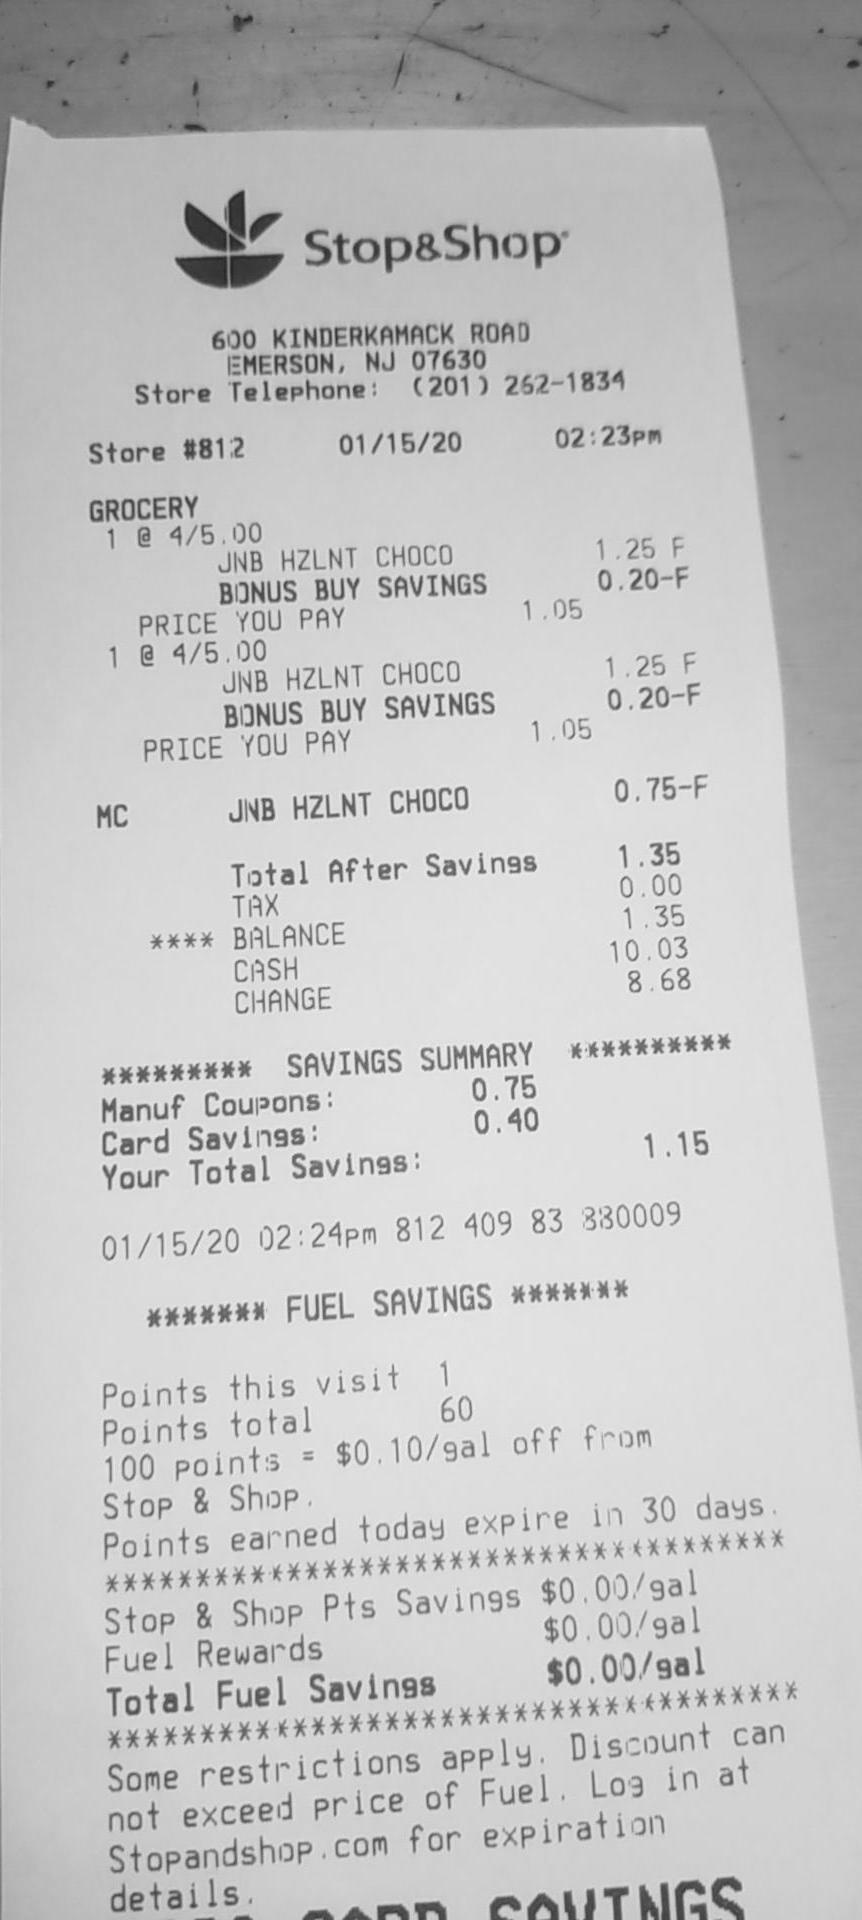 Stop&Shop
600 KINDERKAMACK ROAD
EMERSON, NJ 07630
Store Telephone: (201) 262-1834
Store #812 01/15/20 02:23pm
GROCERY
1 @ 4/5.00
JNB HZLNT CHOCO 1.25 F
BONUS BUY SAVINGS 0.20-F
PRICE YOU PAY 1.05
1 @ 4/5.00
JNB HZLNT CHOCO 1.25 F
BONUS BUY SAVINGS 0.20-F
PRICE YOU PAY 1.05
MC JNB HZLNT CHOCO 0.75-F
Total After Savings 1.35
TAX 0.00
**** BALANCE 1.35
CASH 10.03
CHANGE 8.68
********* SAVINGS SUMMARY **********
Manuf Coupons: 0.75
Card Savings: 0.40
Your Total Savings: 1.15
01/15/20 02:24pm 812 409 83 880009
******* FUEL SAVINGS *******
Points this visit 1
Points total 60
100 points = $0.10/gal off from
Stop & Shop.
Points earned today expire in 30 days.
*************************************
Stop & Shop Pts Savings $0.00/gal
Fuel Rewards $0.00/gal
Total Fuel Savings $0.00/gal
*************************************
Some restrictions apply. Discount can
not exceed price of Fuel. Log in at
Stopandshop.com for expiration
details.
CARD SAVINGS